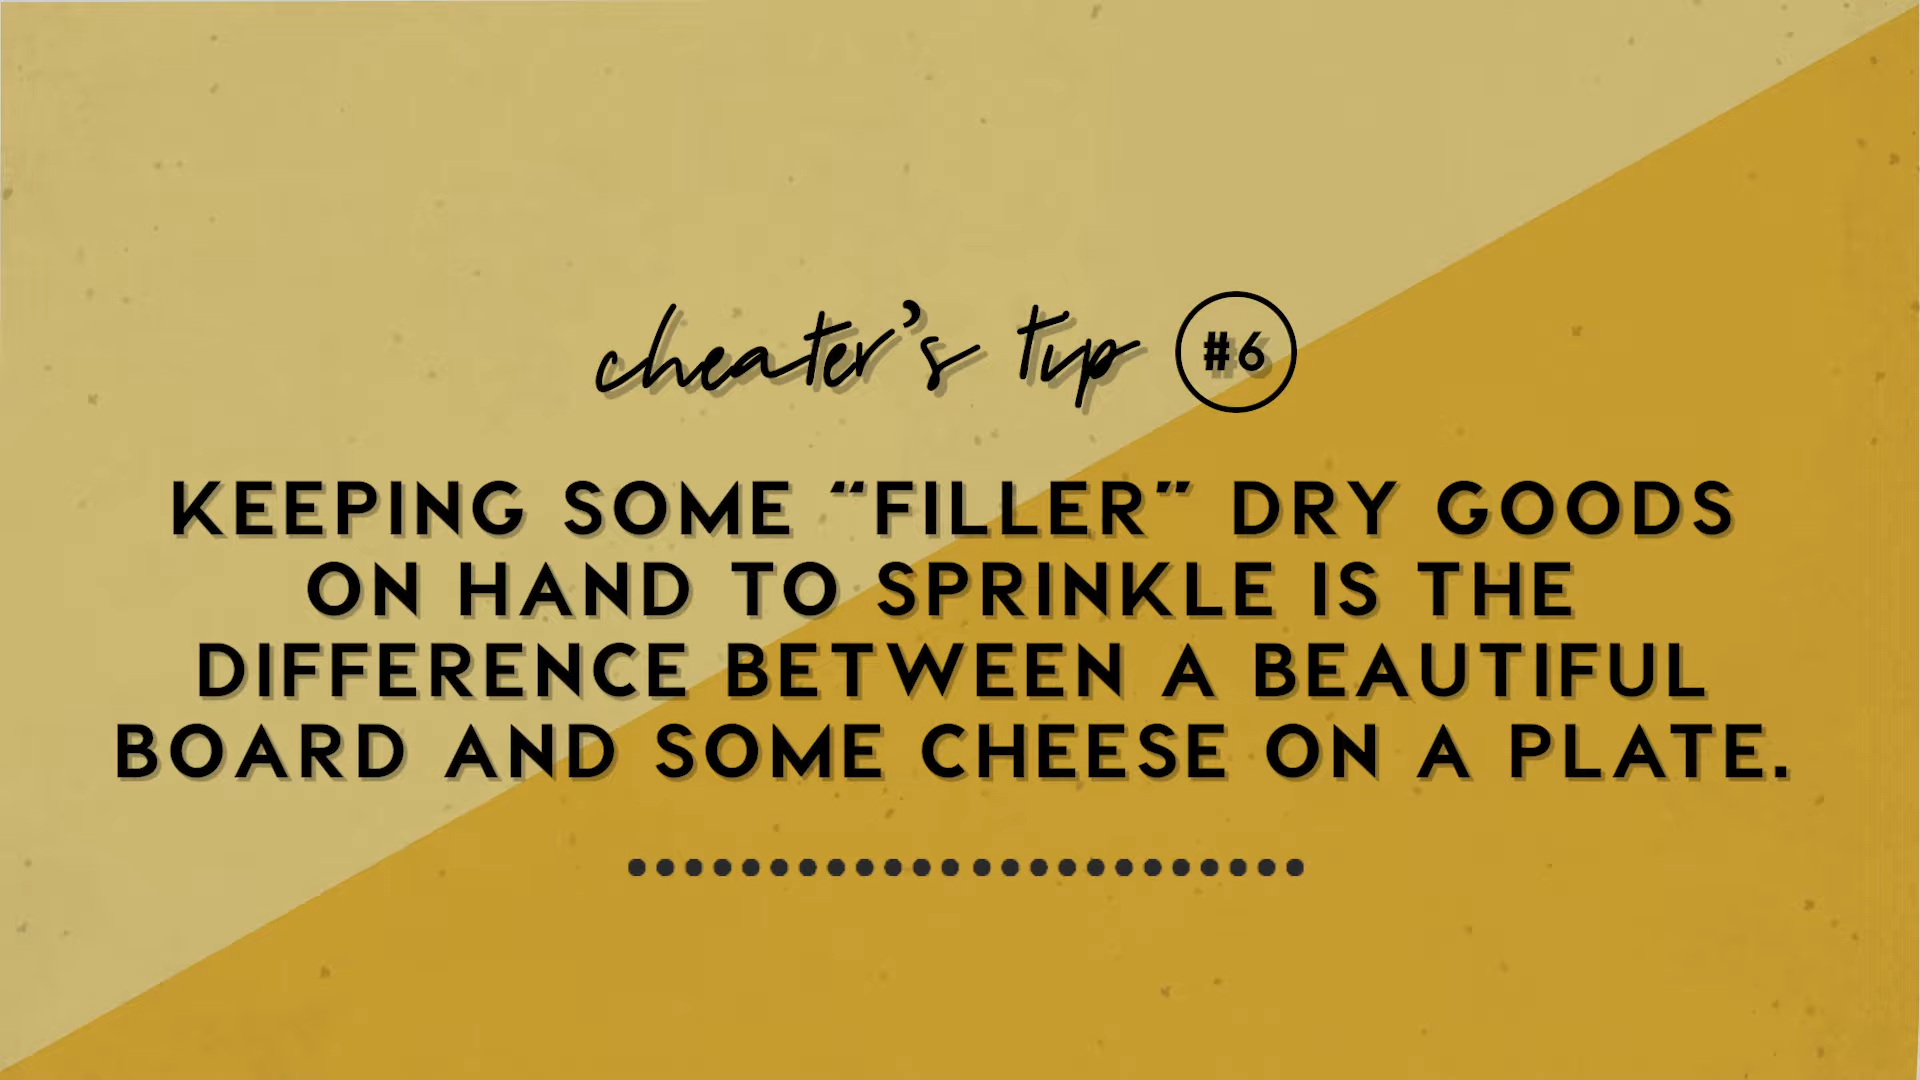 cheater's tip #6
KEEPING SOME “FILLER” DRY GOODS
ON HAND TO SPRINKLE IS THE
DIFFERENCE BETWEEN A BEAUTIFUL
BOARD AND SOME CHEESE ON A PLATE.